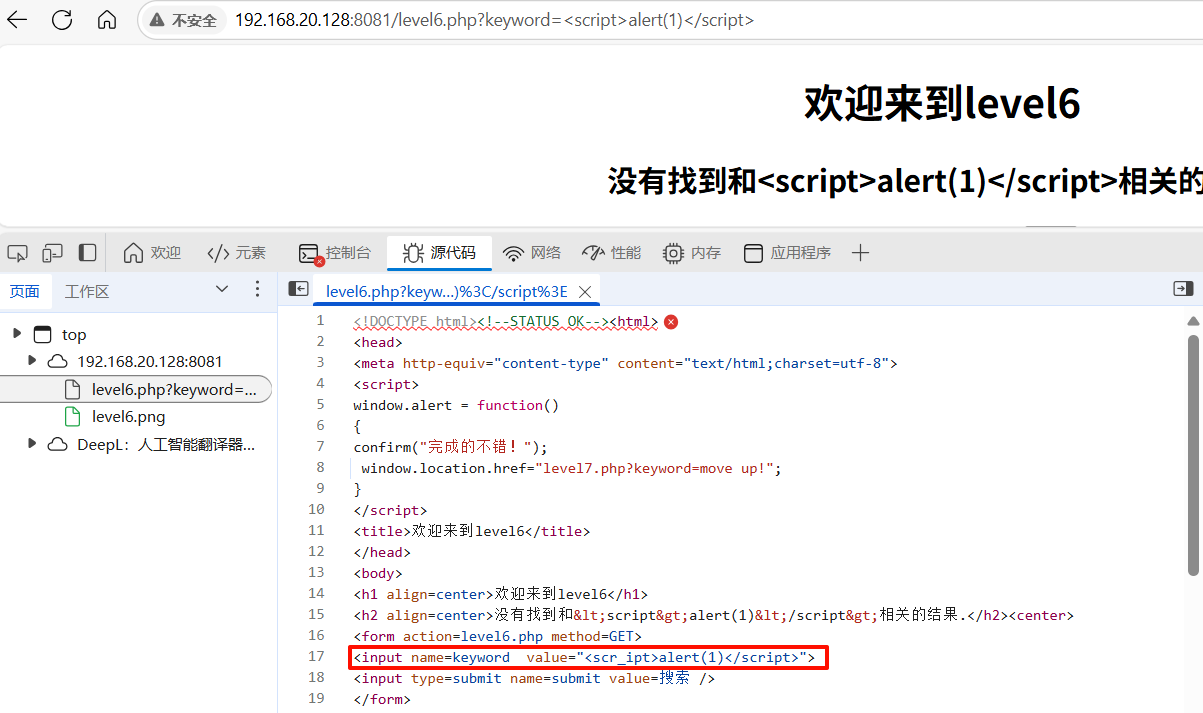 不安全 192.168.20.128:8081/level6.php?keyword=<script>alert(1)</script>
欢迎来到level6
没有找到和<script>alert(1)</script>相关的
欢迎 元素 控制台 源代码 网络 性能 内存 应用程序
页面 工作区 level6.php?keyw...)%3C/script%3E
top
192.168.20.128:8081
level6.php?keyword=...
level6.png
DeepL：人工智能翻译器...
1 <!DOCTYPE html><!--STATUS OK--><html>
2 <head>
3 <meta http-equiv="content-type" content="text/html;charset=utf-8">
4 <script>
5 window.alert = function()
6 {
7 confirm("完成的不错！");
8  window.location.href="level7.php?keyword=move up!";
9 }
10 </script>
11 <title>欢迎来到level6</title>
12 </head>
13 <body>
14 <h1 align=center>欢迎来到level6</h1>
15 <h2 align=center>没有找到和&lt;script&gt;alert(1)&lt;/script&gt;相关的结果.</h2><center>
16 <form action=level6.php method=GET>
17 <input name=keyword  value="<scr_ipt>alert(1)</script>">
18 <input type=submit name=submit value=搜索 />
19 </form>